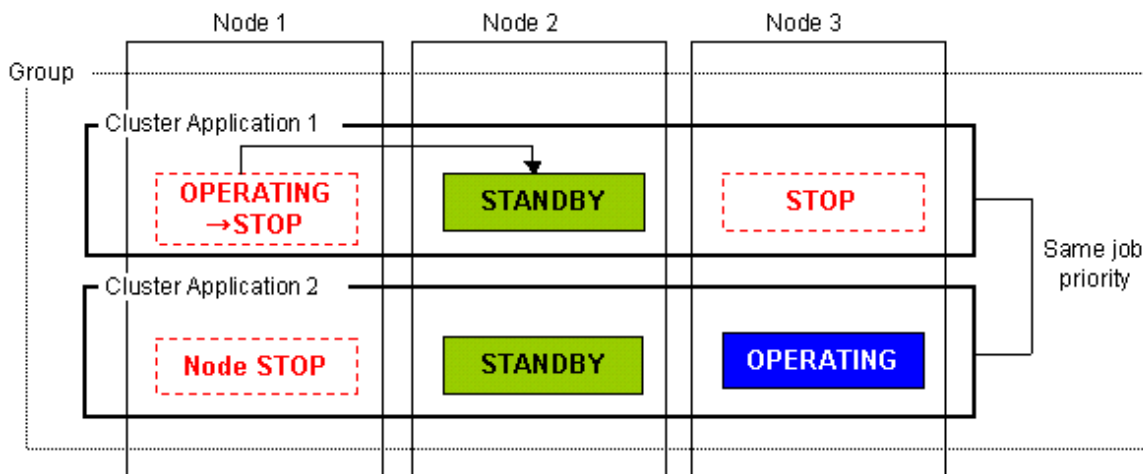 Node 1
Node 2
Node 3
Group
Cluster Application 1
OPERATING
→STOP
STANDBY
STOP
Same job
priority
Cluster Application 2
Node STOP
STANDBY
OPERATING